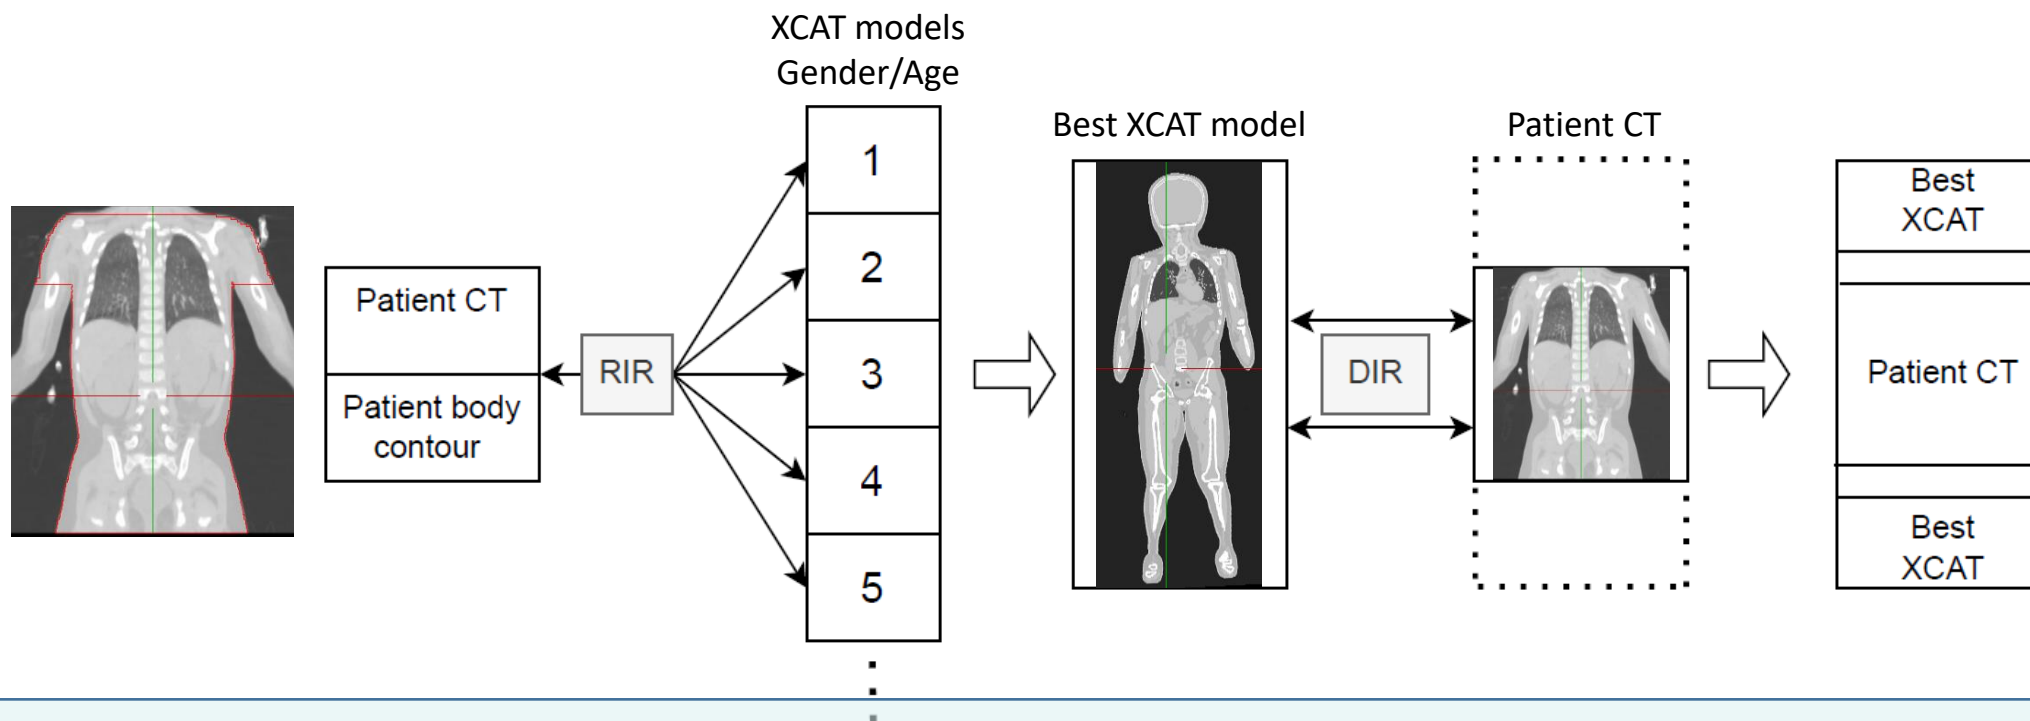 XCAT models
Gender/Age
Patient CT
Patient body
contour
RIR
1
2
3
4
5
Best XCAT model
DIR
Patient CT
Best
XCAT
Patient CT
Best
XCAT